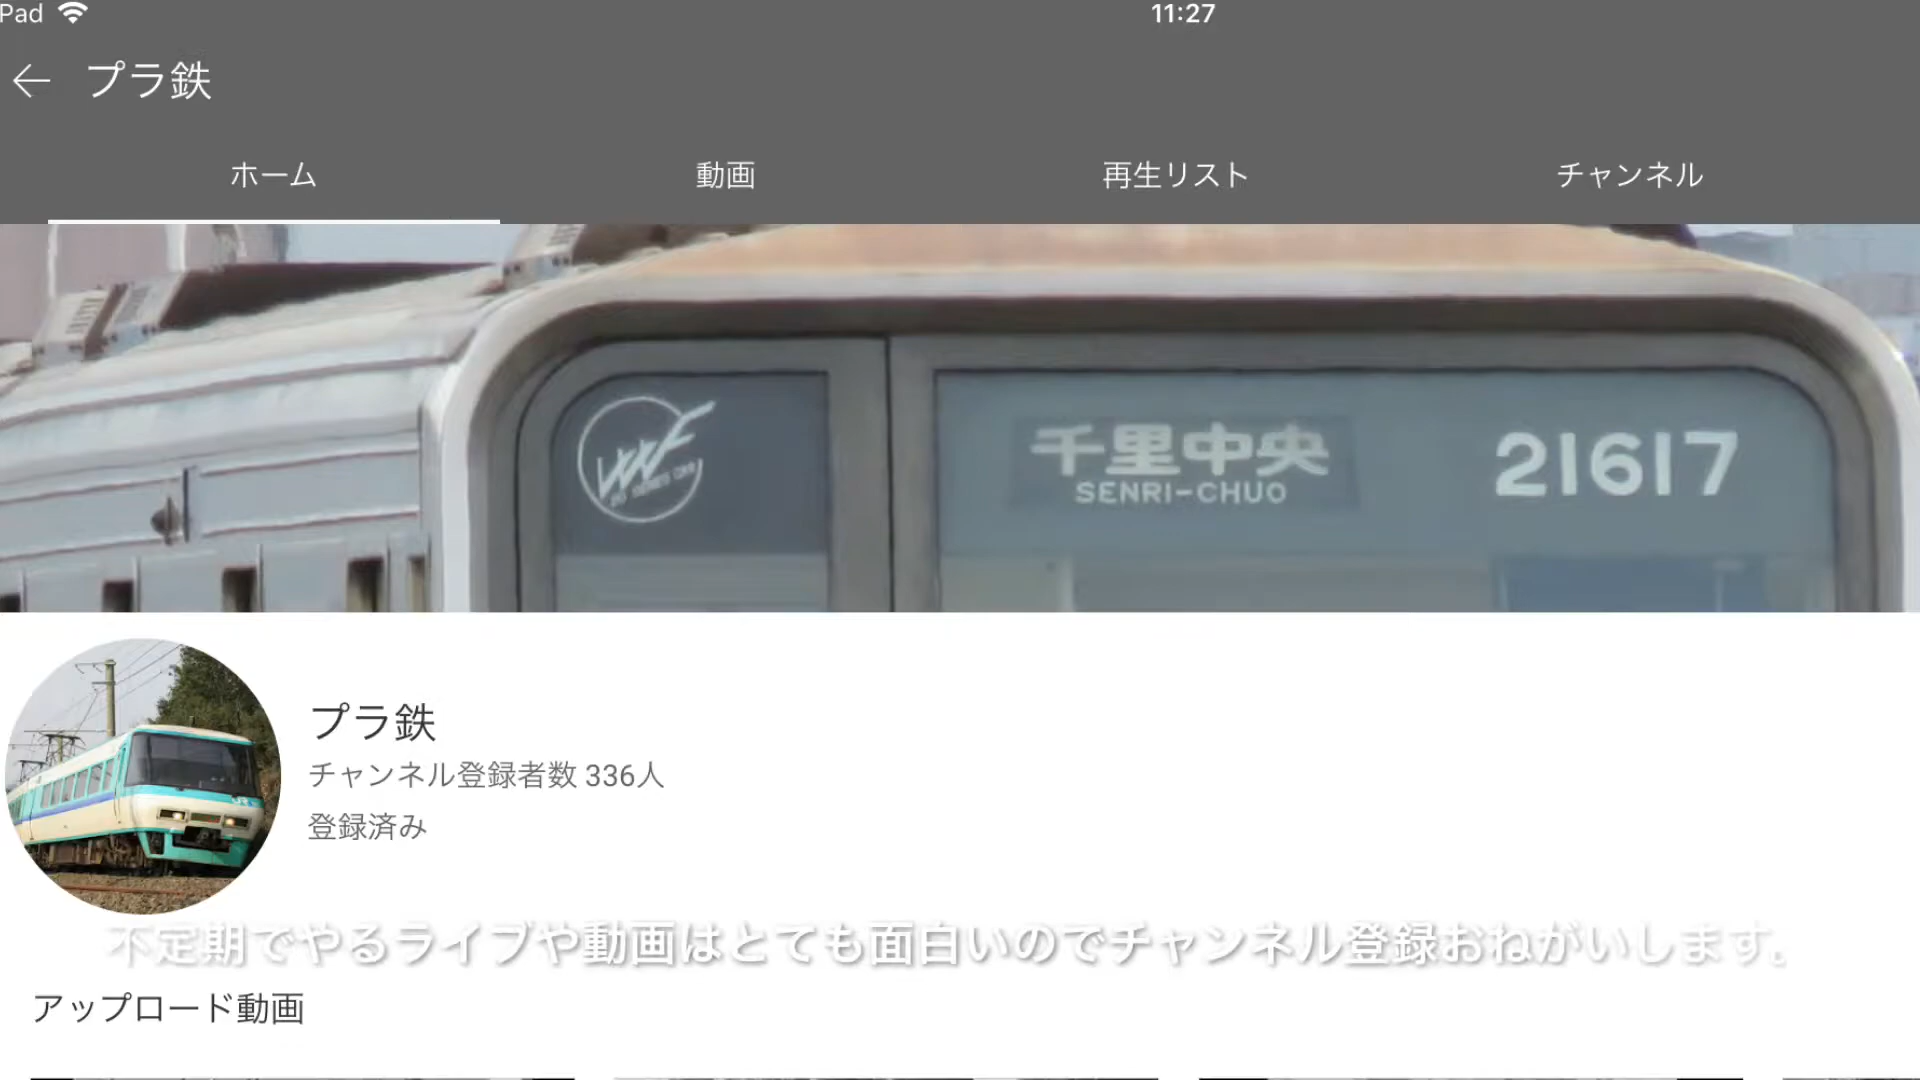 Pad 11:27
プラ鉄
ホーム 動画 再生リスト チャンネル
千里中央 21617
SENRI-CHUO
プラ鉄
チャンネル登録者数 336人
登録済み
不定期でやるライブや動画はとても面白いのでチャンネル登録おねがいします。
アップロード動画